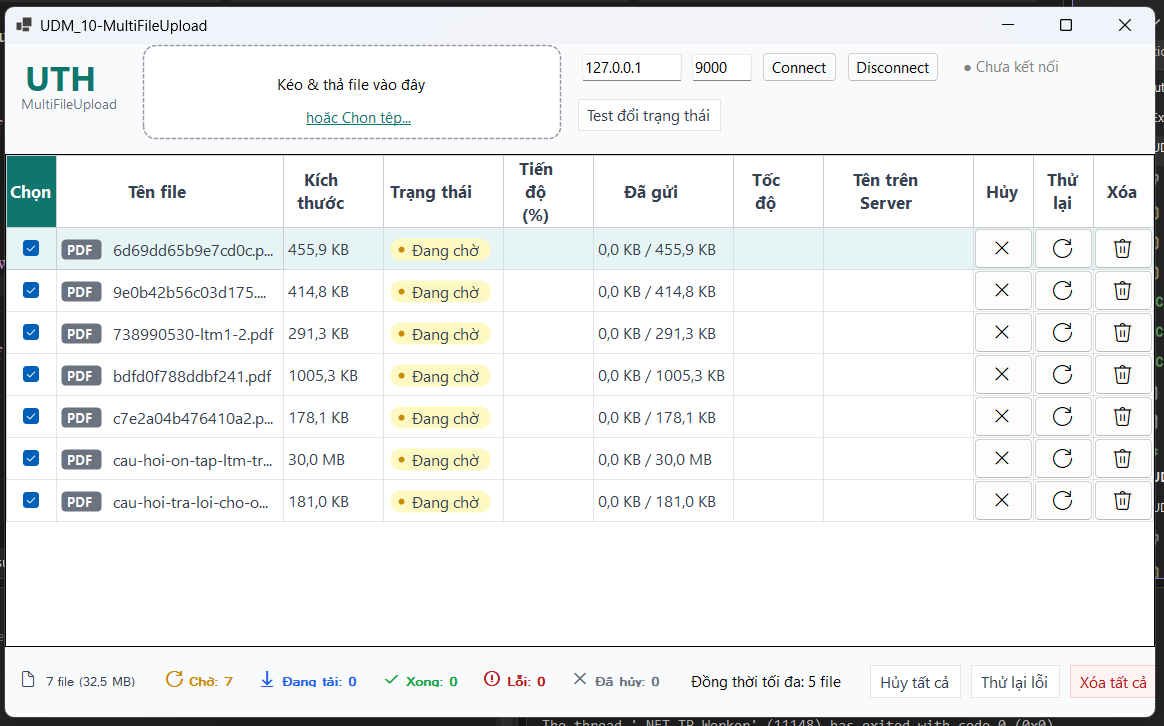 UDM_10-MultiFileUpload
UTH
MultiFileUpload
Kéo & thả file vào đây
hoặc Chọn tệp...
127.0.0.1
9000
Connect
Disconnect
● Chưa kết nối
Test đổi trạng thái
Chọn
Tên file
Kích thước
Trạng thái
Tiến độ (%)
Đã gửi
Tốc độ
Tên trên Server
Hủy
Thử lại
Xóa
PDF 6d69dd65b9e7cd0c.p... 455,9 KB • Đang chờ 0,0 KB / 455,9 KB
PDF 9e0b42b56c03d175.... 414,8 KB • Đang chờ 0,0 KB / 414,8 KB
PDF 738990530-ltm1-2.pdf 291,3 KB • Đang chờ 0,0 KB / 291,3 KB
PDF bdfd0f788ddbf241.pdf 1005,3 KB • Đang chờ 0,0 KB / 1005,3 KB
PDF c7e2a04b476410a2.p... 178,1 KB • Đang chờ 0,0 KB / 178,1 KB
PDF cau-hoi-on-tap-ltm-tr... 30,0 MB • Đang chờ 0,0 KB / 30,0 MB
PDF cau-hoi-tra-loi-cho-o... 181,0 KB • Đang chờ 0,0 KB / 181,0 KB
7 file (32,5 MB)
Chờ: 7
Đang tải: 0
Xong: 0
Lỗi: 0
Đã hủy: 0
Đồng thời tối đa: 5 file
Hủy tất cả
Thử lại lỗi
Xóa tất cả